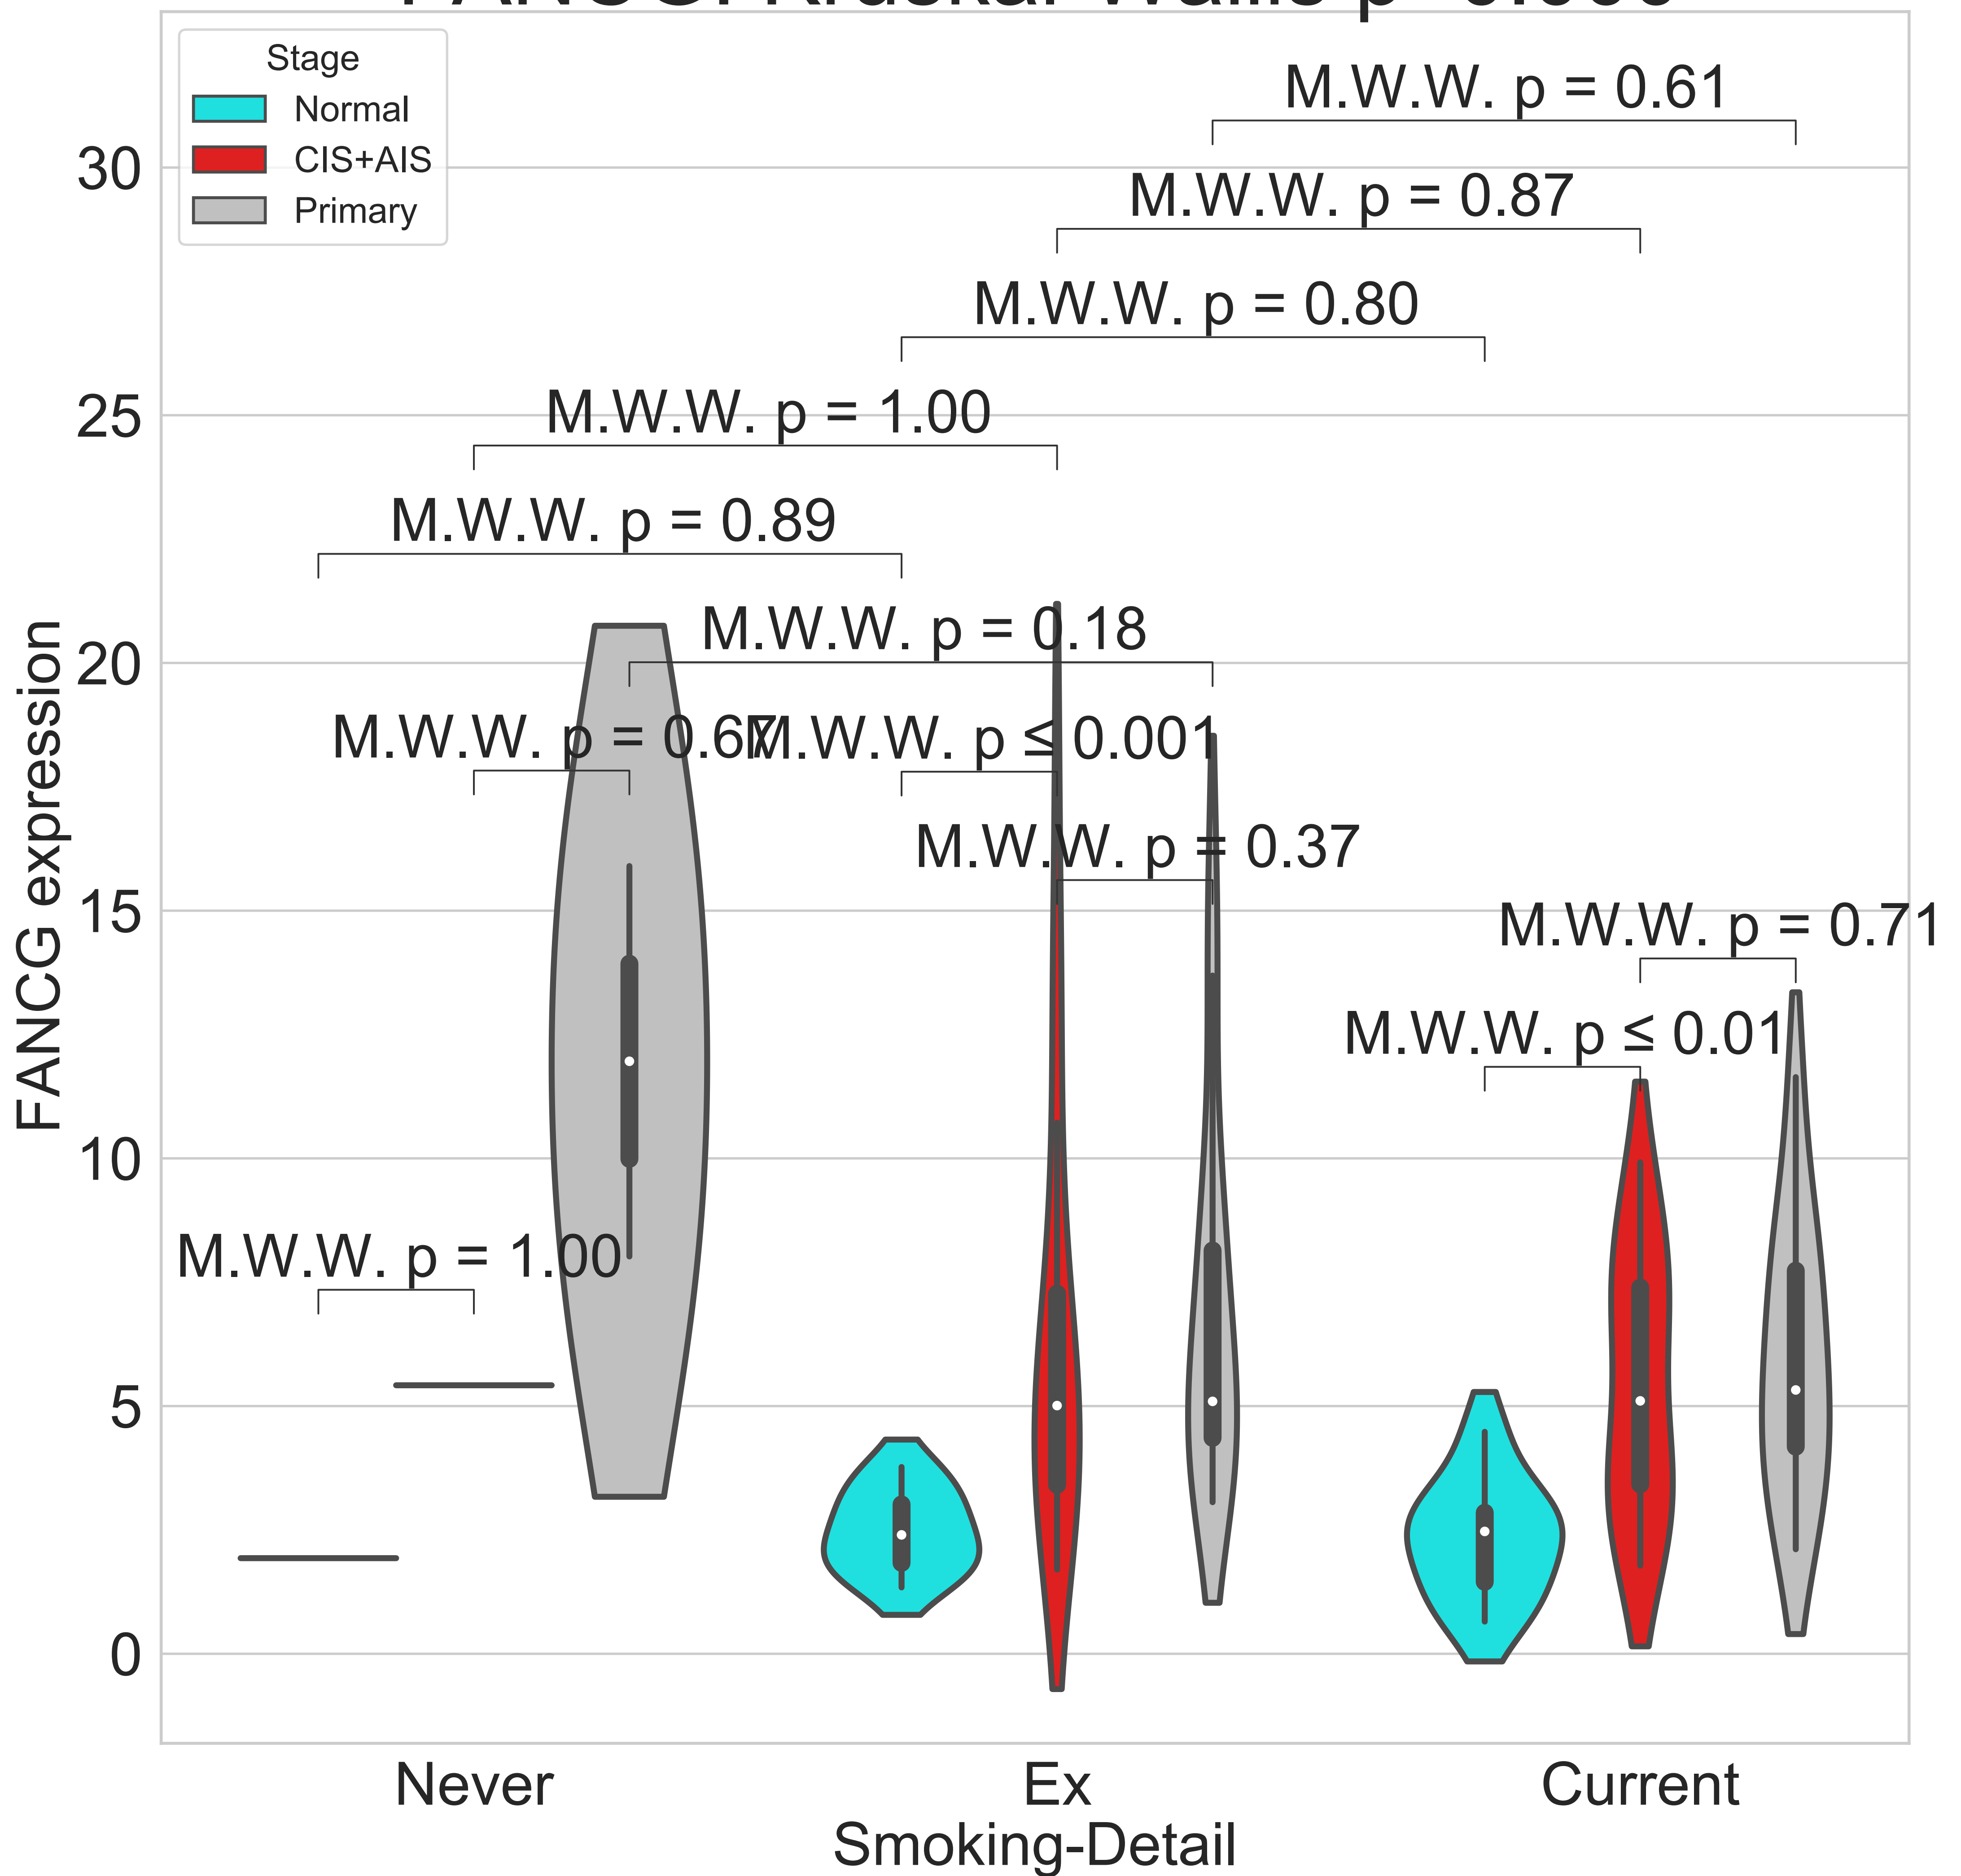 Stage
Normal
CIS+AIS
Primary
M.W.W. p = 0.61
M.W.W. p = 0.87
M.W.W. p = 0.80
M.W.W. p = 1.00
M.W.W. p = 0.89
M.W.W. p = 0.18
M.W.W. p = 0.67
M.W.W. p ≤ 0.001
M.W.W. p = 0.37
M.W.W. p = 0.71
M.W.W. p ≤ 0.01
M.W.W. p = 1.00
30
25
20
15
10
5
0
FANCG expression
Never
Ex
Current
Smoking-Detail